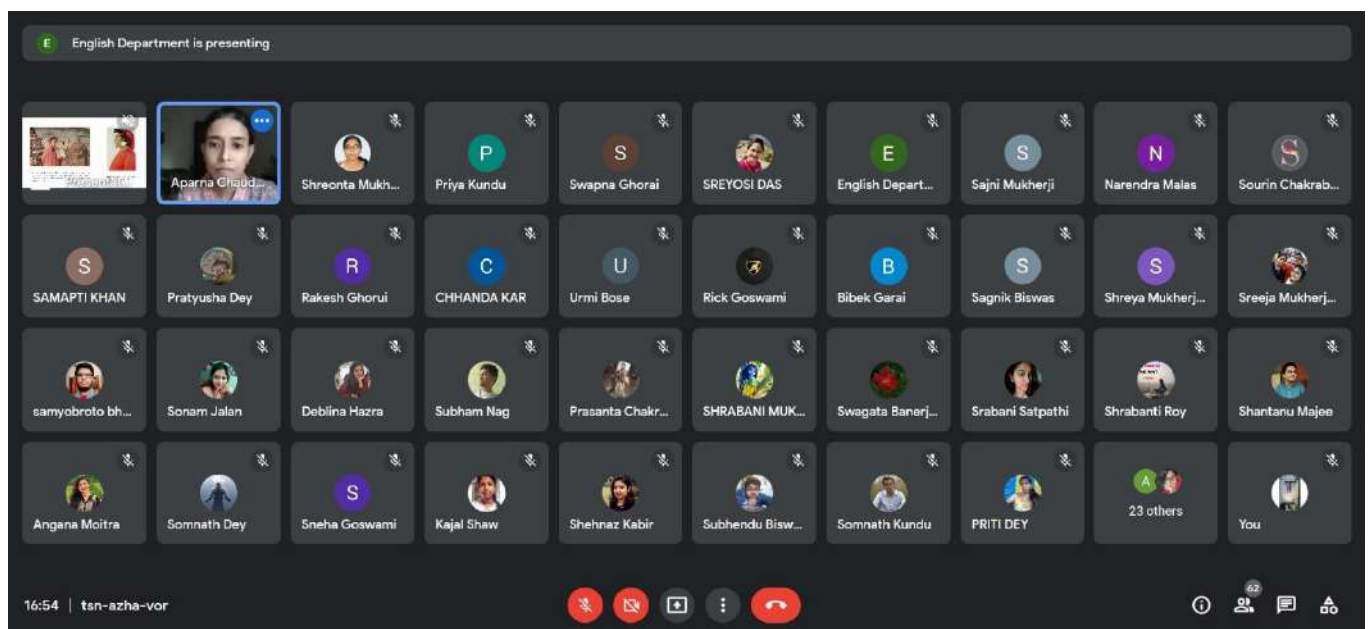 E English Department is presenting
Aparna Chaud...
Shreonta Mukh...
P
Priya Kundu
S
Swapna Ghorai
SREYOSI DAS
E
English Depart...
S
Sajni Mukherji
N
Narendra Malas
S
Sourin Chakrab...
S
SAMAPTI KHAN
Pratyusha Dey
R
Rakesh Ghorui
C
CHHANDA KAR
U
Urmi Bose
Rick Goswami
B
Bibek Garai
S
Sagnik Biswas
S
Shreya Mukherj...
Sreeja Mukherj...
samyobroto bh...
Sonam Jalan
Deblina Hazra
Subham Nag
Prasanta Chakr...
SHRABANI MUK...
Swagata Banerj...
Srabani Satpathi
Shrabanti Roy
Shantanu Majee
Angana Moitra
Somnath Dey
S
Sneha Goswami
Kajal Shaw
Shehnaz Kabir
Subhendu Bisw...
Somnath Kundu
PRITI DEY
A
23 others
You
16:54 | tsn-azha-vor
62